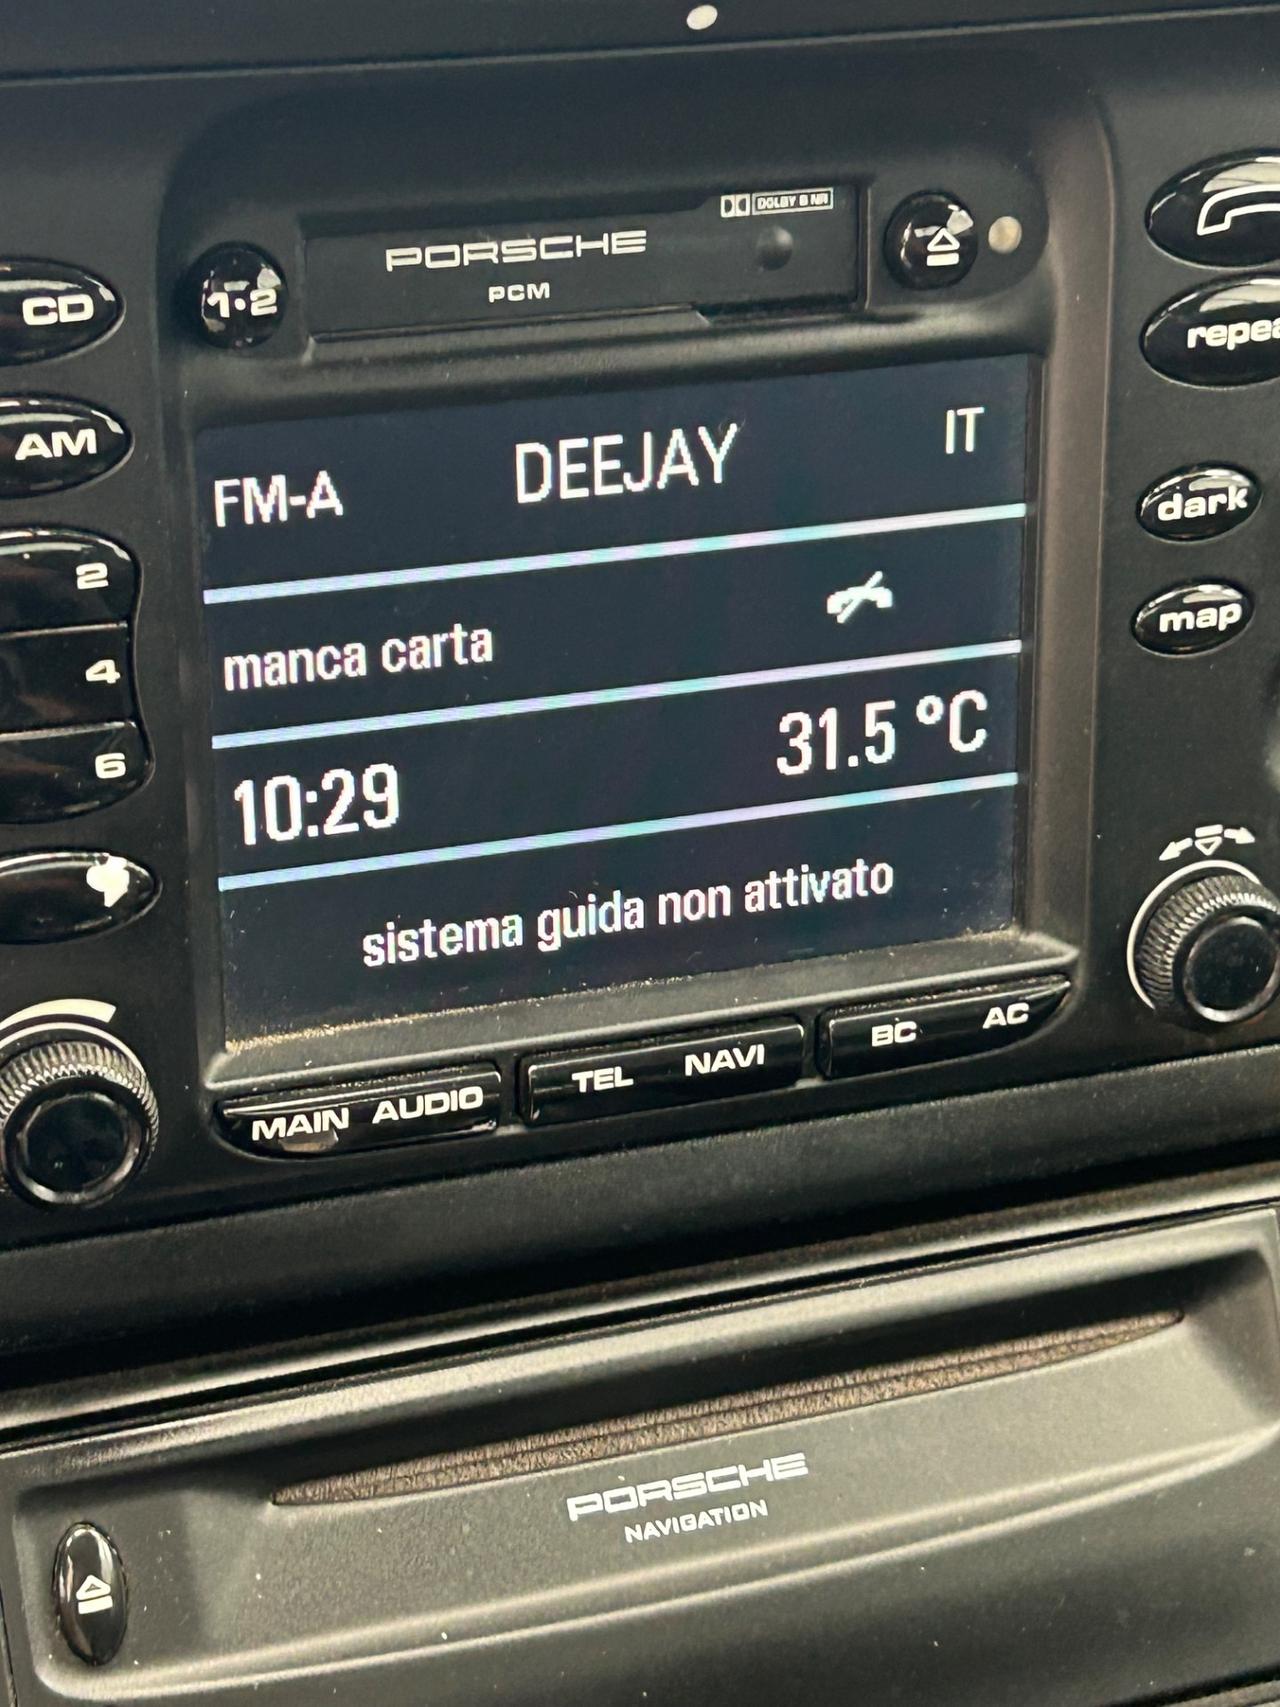 DOLBY B NR
PORSCHE
PCM
1•2
CD
AM
2
4
6
repea
dark
map
FM-A DEEJAY IT
manca carta
10:29 31.5 °C
sistema guida non attivato
MAIN AUDIO TEL NAVI BC AC
PORSCHE
NAVIGATION